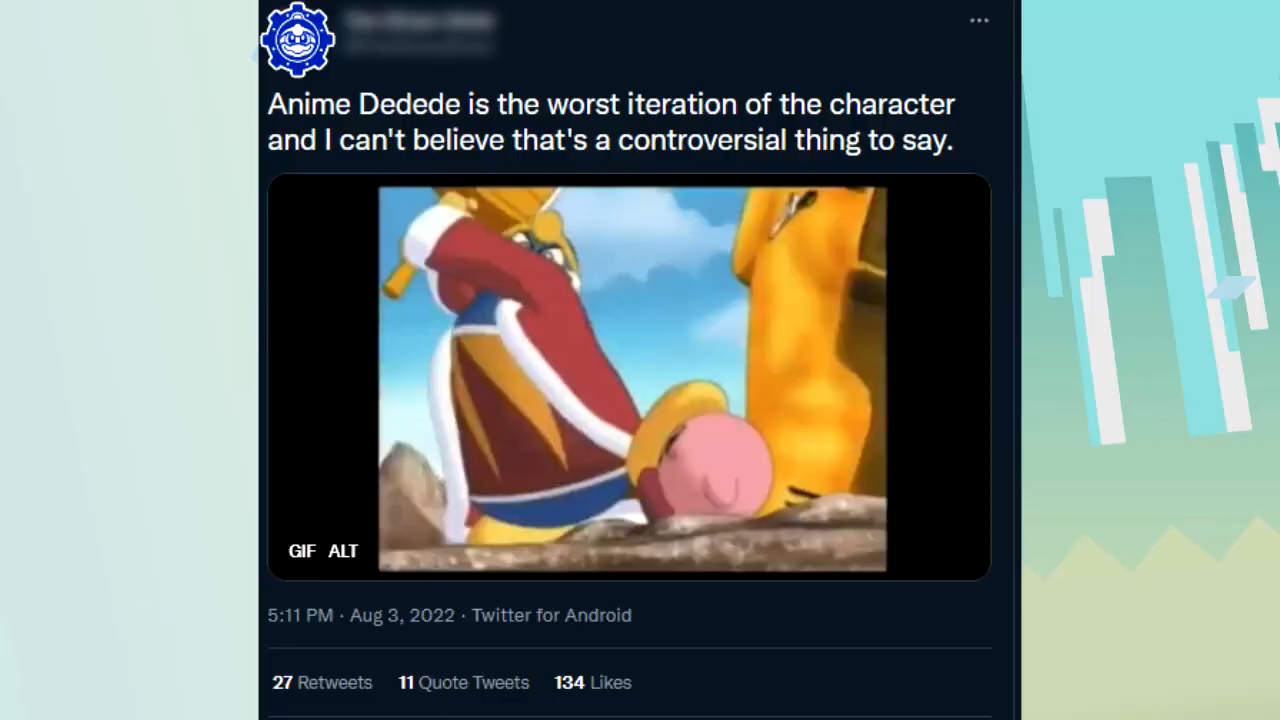 Anime Dedede is the worst iteration of the character
and I can't believe that's a controversial thing to say.
GIF ALT
5:11 PM · Aug 3, 2022 · Twitter for Android
27 Retweets 11 Quote Tweets 134 Likes